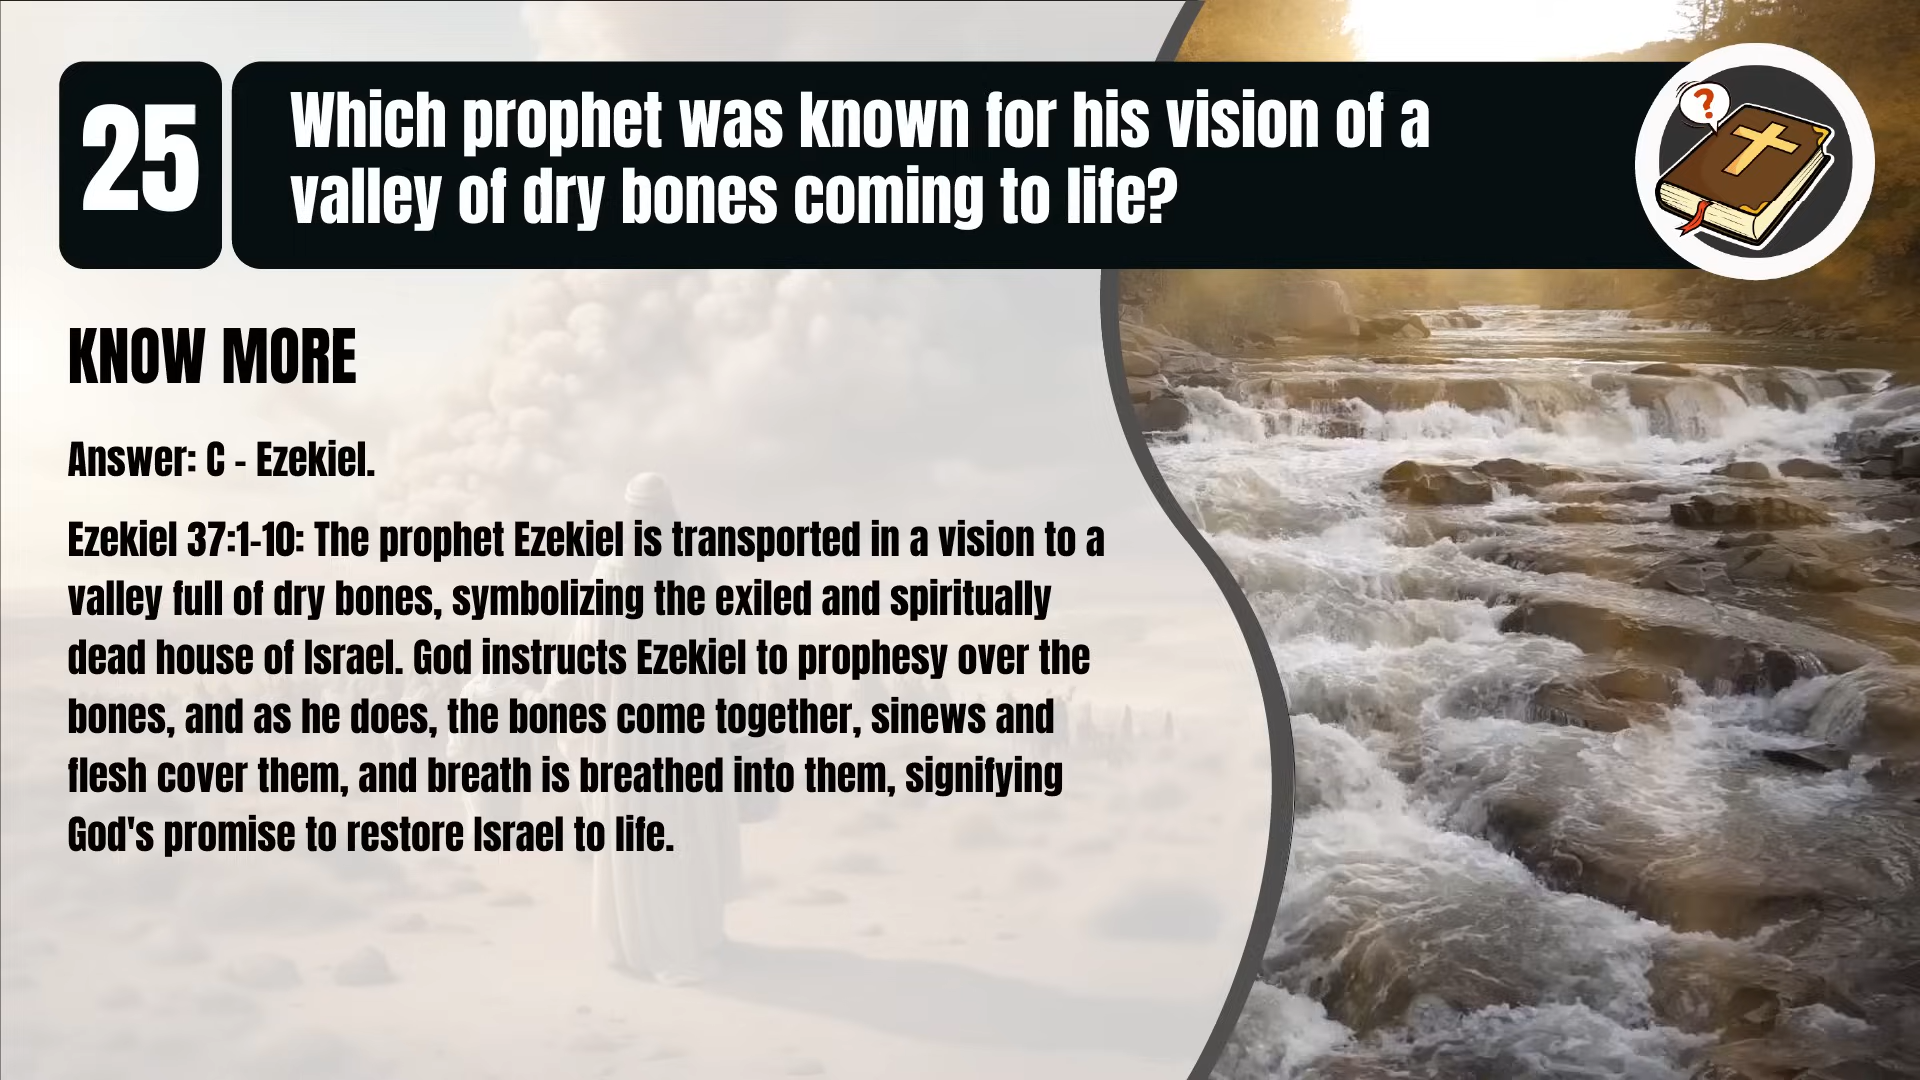 25
Which prophet was known for his vision of a
valley of dry bones coming to life?
?
KNOW MORE
Answer: C - Ezekiel.
Ezekiel 37:1-10: The prophet Ezekiel is transported in a vision to a
valley full of dry bones, symbolizing the exiled and spiritually
dead house of Israel. God instructs Ezekiel to prophesy over the
bones, and as he does, the bones come together, sinews and
flesh cover them, and breath is breathed into them, signifying
God's promise to restore Israel to life.